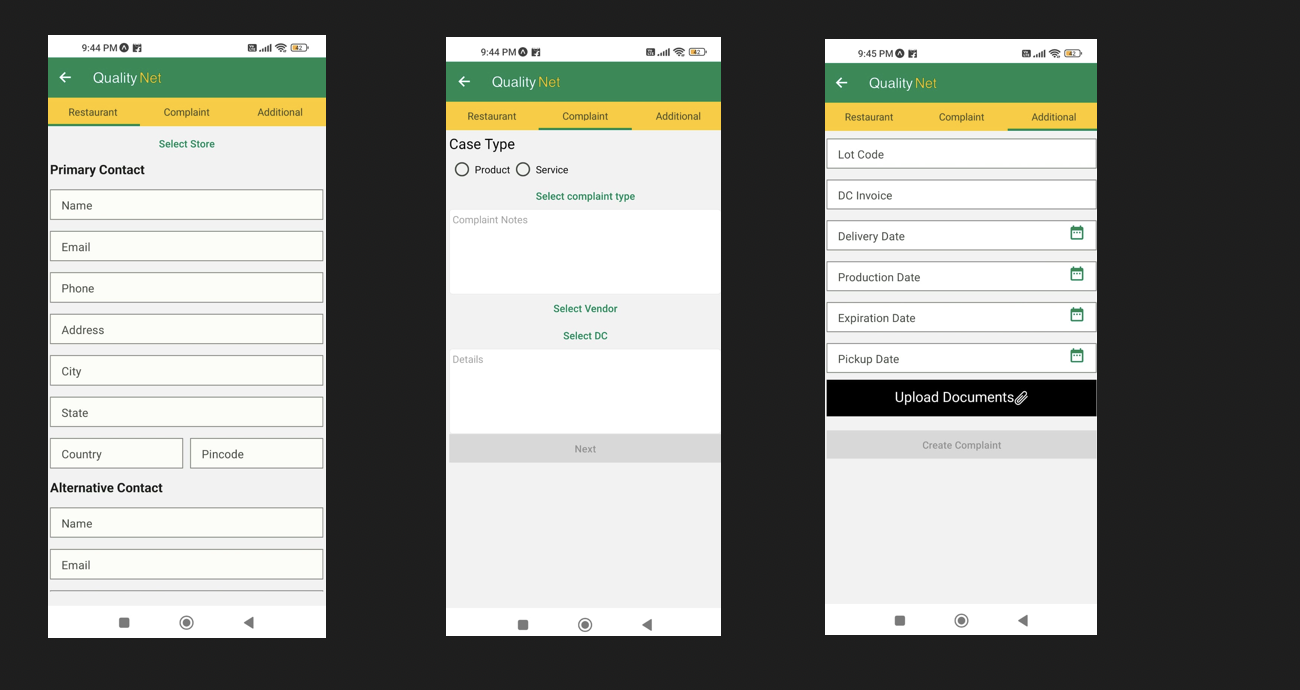 9:44 PM
42
Quality Net
Restaurant Complaint Additional
Select Store
Primary Contact
Name
Email
Phone
Address
City
State
Country Pincode
Alternative Contact
Name
Email
9:44 PM
42
Quality Net
Restaurant Complaint Additional
Case Type
Product Service
Select complaint type
Complaint Notes
Select Vendor
Select DC
Details
Next
9:45 PM
42
Quality Net
Restaurant Complaint Additional
Lot Code
DC Invoice
Delivery Date
Production Date
Expiration Date
Pickup Date
Upload Documents
Create Complaint